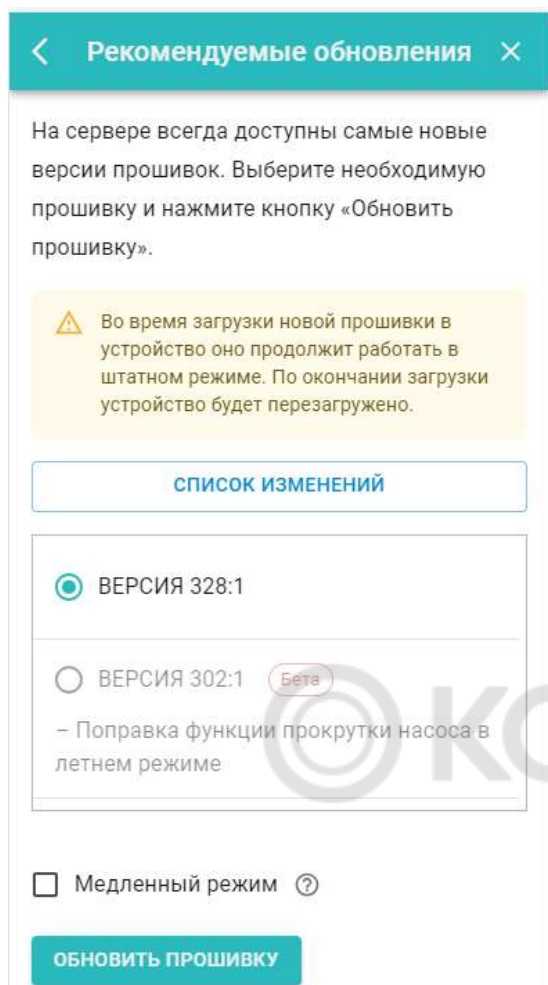 Рекомендуемые обновления
На сервере всегда доступны самые новые
версии прошивок. Выберите необходимую
прошивку и нажмите кнопку «Обновить
прошивку».
Во время загрузки новой прошивки в
устройство оно продолжит работать в
штатном режиме. По окончании загрузки
устройство будет перезагружено.
СПИСОК ИЗМЕНЕНИЙ
ВЕРСИЯ 328:1
ВЕРСИЯ 302:1 Бета
– Поправка функции прокрутки насоса в
летнем режиме
Медленный режим
ОБНОВИТЬ ПРОШИВКУ